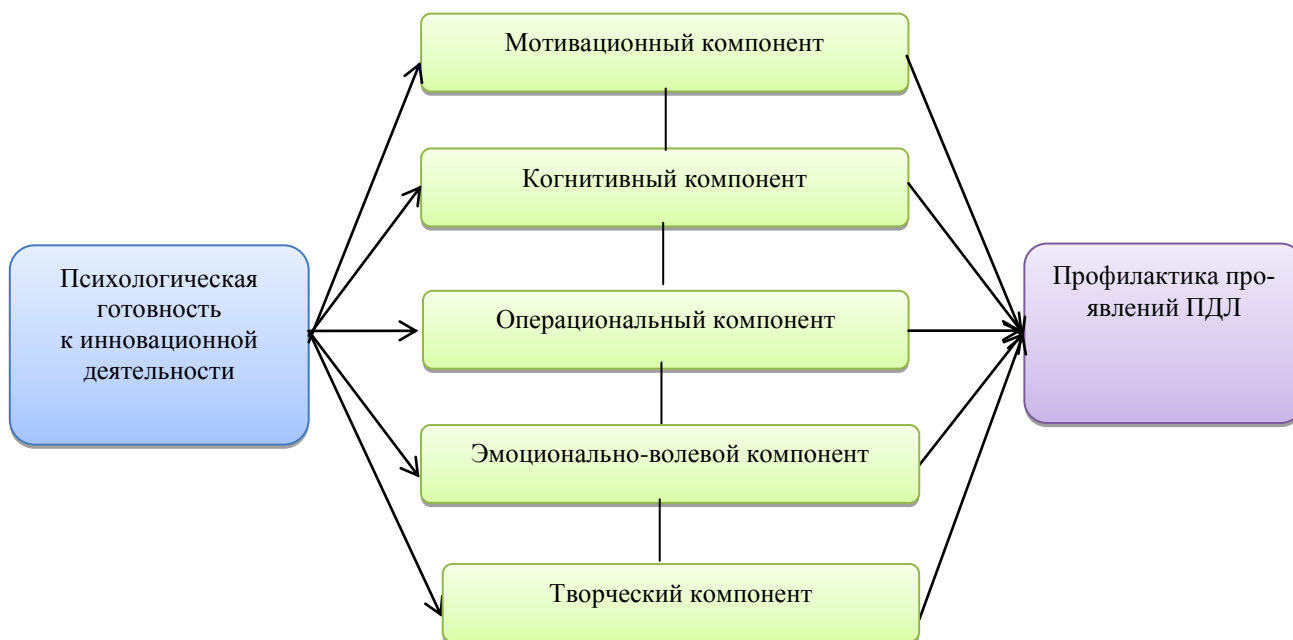 Мотивационный компонент
Когнитивный компонент
Психологическая
готовность
к инновационной
деятельности
Операциональный компонент
Профилактика про-
явлений ПДЛ
Эмоционально-волевой компонент
Творческий компонент